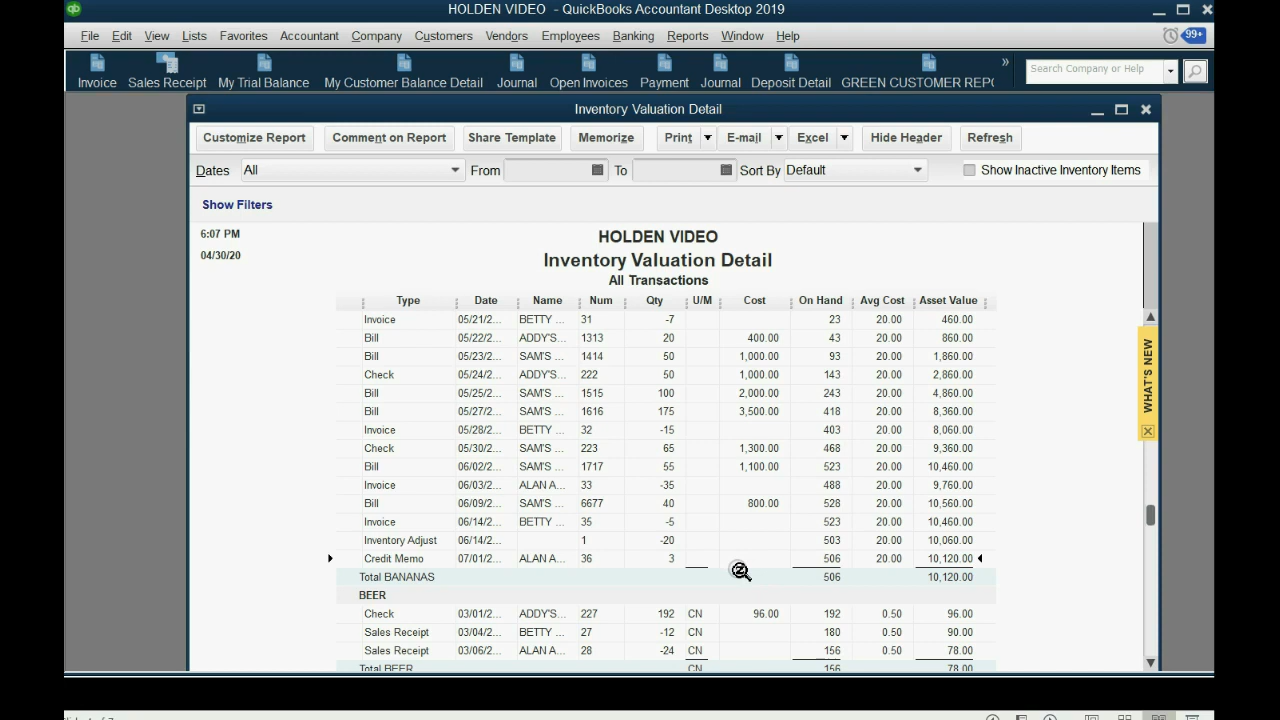 HOLDEN VIDEO - QuickBooks Accountant Desktop 2019
File Edit View Lists Favorites Accountant Company Customers Vendors Employees Banking Reports Window Help 99+
Invoice Sales Receipt My Trial Balance My Customer Balance Detail Journal Open Invoices Payment Journal Deposit Detail GREEN CUSTOMER REPO » Search Company or Help
Inventory Valuation Detail
Customize Report Comment on Report Share Template Memorize Print E-mail Excel Hide Header Refresh
Dates All From To Sort By Default Show Inactive Inventory Items
Show Filters
6:07 PM
04/30/20
HOLDEN VIDEO
Inventory Valuation Detail
All Transactions
Type Date Name Num Qty U/M Cost On Hand Avg Cost Asset Value
Invoice 05/21/2... BETTY ... 31 -7 23 20.00 460.00
Bill 05/22/2... ADDY'S... 1313 20 400.00 43 20.00 860.00
Bill 05/23/2... SAM'S ... 1414 50 1,000.00 93 20.00 1,860.00
Check 05/24/2... ADDY'S... 222 50 1,000.00 143 20.00 2,860.00
Bill 05/25/2... SAM'S ... 1515 100 2,000.00 243 20.00 4,860.00
Bill 05/27/2... SAM'S ... 1616 175 3,500.00 418 20.00 8,360.00
Invoice 05/28/2... BETTY ... 32 -15 403 20.00 8,060.00
Check 05/30/2... SAM'S ... 223 65 1,300.00 468 20.00 9,360.00
Bill 06/02/2... SAM'S ... 1717 55 1,100.00 523 20.00 10,460.00
Invoice 06/03/2... ALAN A... 33 -35 488 20.00 9,760.00
Bill 06/09/2... SAM'S ... 6677 40 800.00 528 20.00 10,560.00
Invoice 06/14/2... BETTY ... 35 -5 523 20.00 10,460.00
Inventory Adjust 06/14/2... 1 -20 503 20.00 10,060.00
Credit Memo 07/01/2... ALAN A... 36 3 506 20.00 10,120.00
Total BANANAS 506 10,120.00
BEER
Check 03/01/2... ADDY'S... 227 192 CN 96.00 192 0.50 96.00
Sales Receipt 03/04/2... BETTY ... 27 -12 CN 180 0.50 90.00
Sales Receipt 03/06/2... ALAN A... 28 -24 CN 156 0.50 78.00
Total BEER CN 156 78.00
WHAT'S NEW